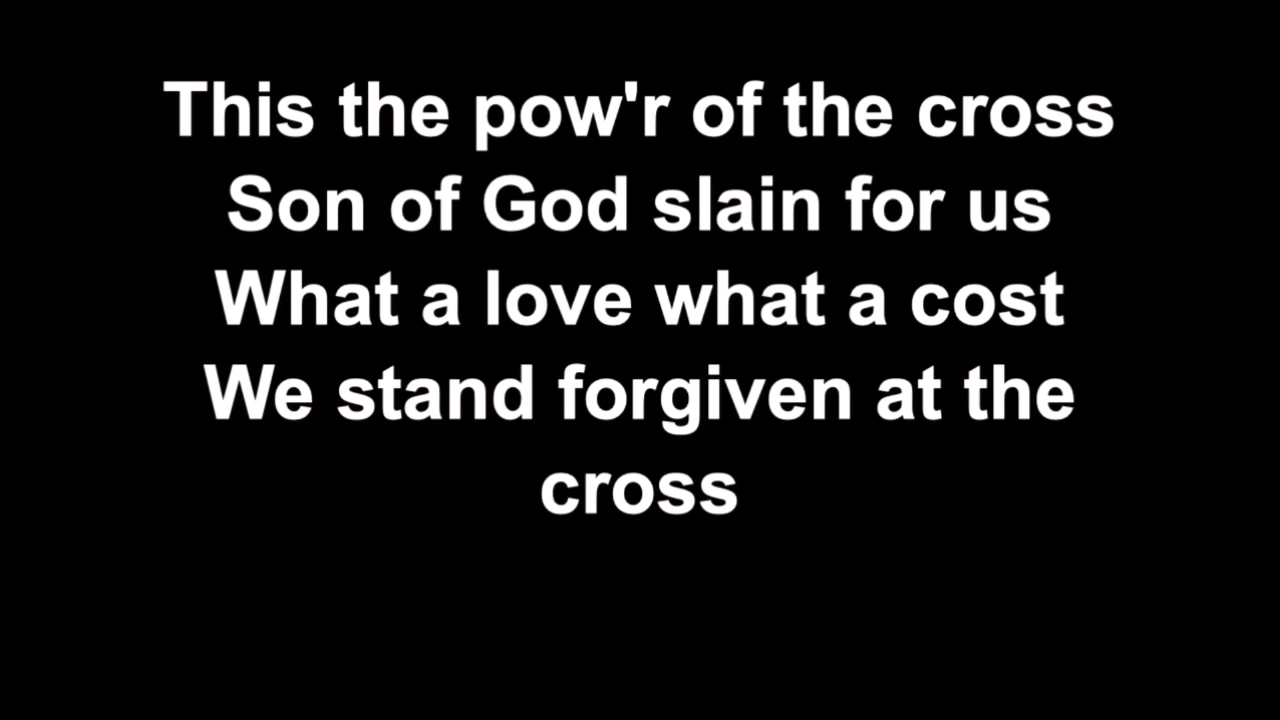 This the pow'r of the cross
Son of God slain for us
What a love what a cost
We stand forgiven at the
cross